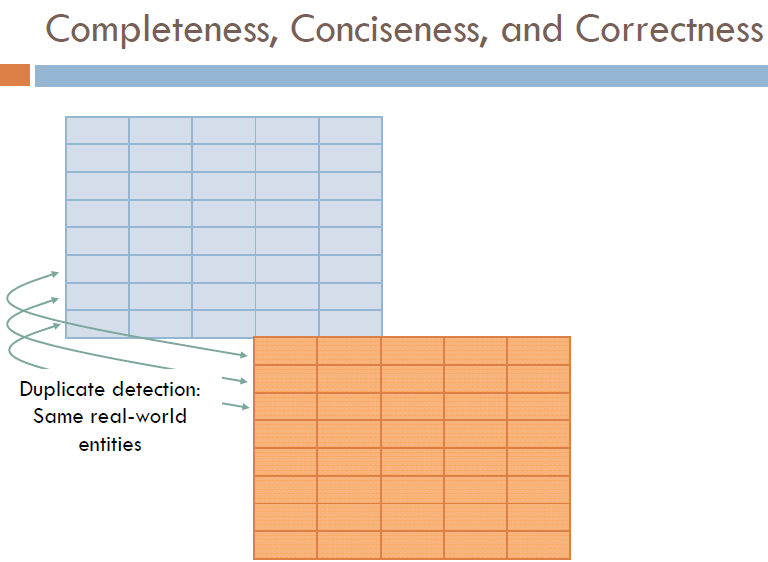 Completeness, Conciseness, and Correctness
Duplicate detection:
Same real-world
entities